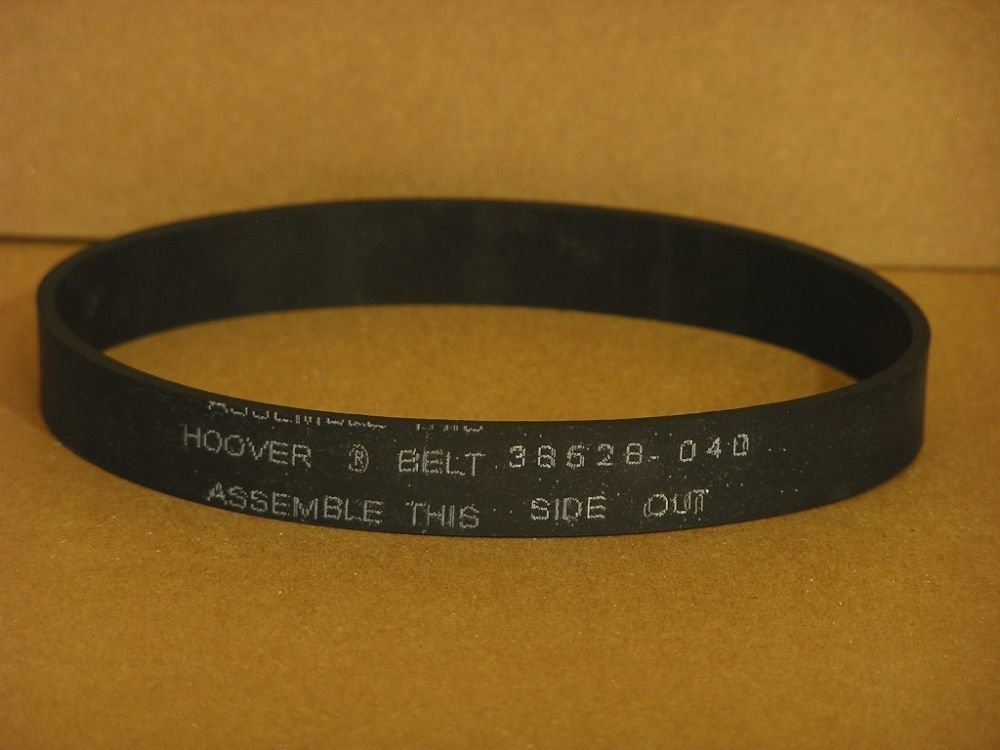 HOOVER ® BELT 38528-040
ASSEMBLE THIS SIDE OUT